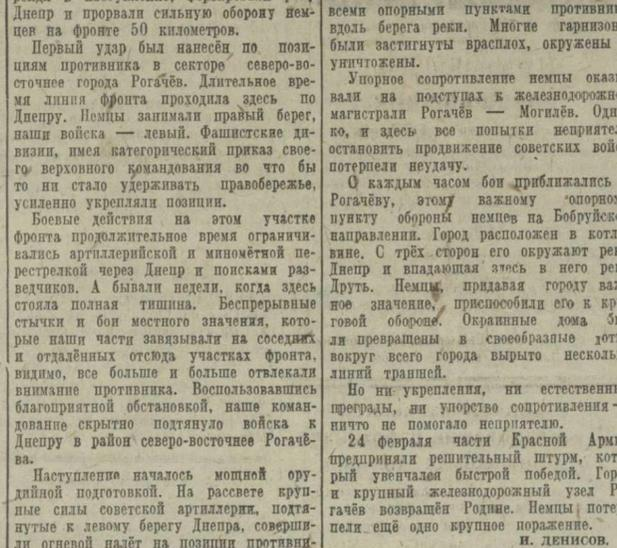 Днепр и прорвали сильную оборону нем-
цев на фронте 50 километров.
Первый удар был нанесён по пози-
циям противника в секторе северо-во-
сточнее города Рогачёв. Длительное вре-
мя линия фронта проходила здесь по
Днепру. Немцы занимали правый берег,
наши войска — левый. Фашистские ди-
визии, имея категорический приказ свое-
го верховного командования во что бы
то ни стало удерживать правобережье,
усиленно укрепляли позиции.
Боевые действия на этом участке
фронта продолжительное время ограничи-
вались артиллерийской и миномётной пе-
рестрелкой через Днепр и поисками раз-
ведчиков. А бывали недели, когда здесь
стояла полная тишина. Беспрерывные
стычки и бои местного значения, кото-
рые наши части завязывали на соседних
и отдалённых отсюда участках фронта,
видимо, все больше и больше отвлекали
внимание противника. Воспользовавшись
благоприятной обстановкой, наше коман-
дование скрытно подтянуло войска к
Днепру в район северо-восточнее Рогачё-
ва.
Наступление началось мощной ору-
дийной подготовкой. На рассвете круп-
ные силы советской артиллерии, подтя-
нутые к левому берегу Днепра, соверши-
ли огневой налёт на позиции противни-
всеми опорными пунктами противни
вдоль берега реки. Многие гарнизон
были застигнуты врасплох, окружены
уничтожены.
Упорное сопротивление немцы оказ
вали на подступах к железнодорожн
магистрали Рогачёв — Могилёв. Одн
ко, и здесь все попытки неприяте
остановить продвижение советских вой
потерпели неудачу.
С каждым часом бои приближались
Рогачёву, этому важному опорно
пункту обороны немцев на Бобруйск
направлении. Город расположен в котл
вине. С трёх сторон его окружают ре
Днепр и впадающая здесь в него ре
Друть. Немцы, придавая городу ва
ное значение, приспособили его к кр
говой обороне. Окраинные дома б
ли превращены в своеобразные дот
вокруг всего города вырыто несколь
линий траншей.
Но ни укрепления, ни естественн
преграды, ни упорство сопротивления
ничто не помогало неприятелю.
24 февраля части Красной Арми
предприняли решительный штурм, кот
рый увенчался быстрой победой. Гор
и крупный железнодорожный узел Р
гачёв возвращён Родине. Немцы поте
пели ещё одно крупное поражение.
И. ДЕНИСОВ.